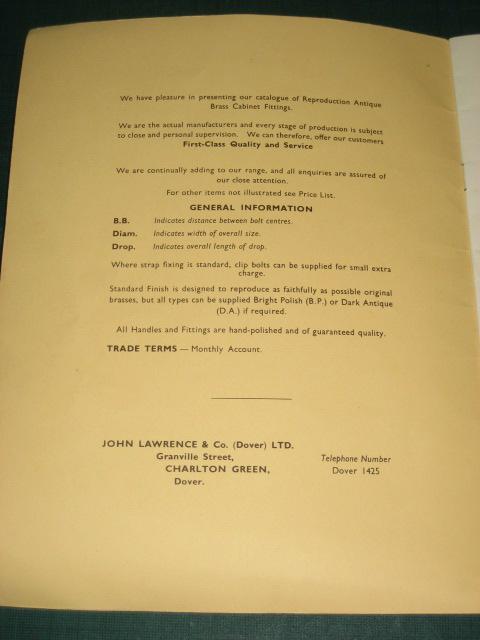 We have pleasure in presenting our catalogue of Reproduction Antique
Brass Cabinet Fittings.
We are the actual manufacturers and every stage of production is subject
to close and personal supervision. We can therefore, offer our customers
First-Class Quality and Service
We are continually adding to our range, and all enquiries are assured of
our close attention.
For other items not illustrated see Price List.
GENERAL INFORMATION
B.B. Indicates distance between bolt centres.
Diam. Indicates width of overall size.
Drop. Indicates overall length of drop.
Where strap fixing is standard, clip bolts can be supplied for small extra
charge.
Standard Finish is designed to reproduce as faithfully as possible original
brasses, but all types can be supplied Bright Polish (B.P.) or Dark Antique
(D.A.) if required.
All Handles and Fittings are hand-polished and of guaranteed quality.
TRADE TERMS — Monthly Account.
JOHN LAWRENCE & Co. (Dover) LTD.
Granville Street,
CHARLTON GREEN,
Dover.
Telephone Number
Dover 1425